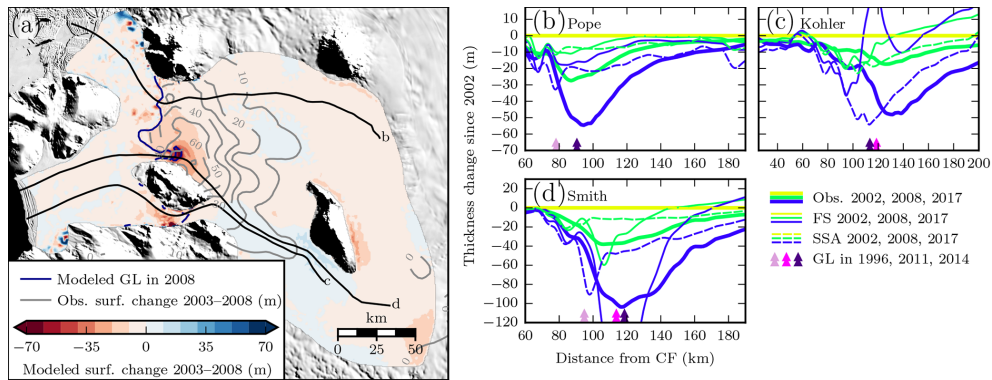 (a)
10
20
40
60
50
0
0
b
c
d
km
0 25 50
Modeled GL in 2008
Obs. surf. change 2003–2008 (m)
−70 −35 0 35 70
Modeled surf. change 2003–2008 (m)
Thickness change since 2002 (m)
(b) Pope
10
0
−10
−20
−30
−40
−50
−60
−70
60 80 100 120 140 160 180
(c) Kohler
40 60 80 100 120 140 160 180 200
(d) Smith
20
0
−20
−40
−60
−80
−100
−120
60 80 100 120 140 160 180
Distance from CF (km)
Obs. 2002, 2008, 2017
FS 2002, 2008, 2017
SSA 2002, 2008, 2017
GL in 1996, 2011, 2014